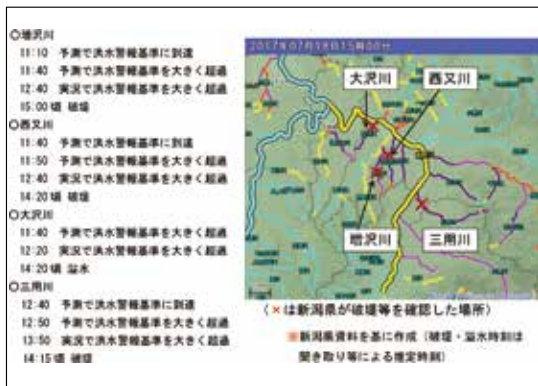 ○増沢川
11:10 予測で洪水警報基準に到達
11:40 予測で洪水警報基準を大きく超過
12:40 実況で洪水警報基準を大きく超過
15:00 頃 破堤
○西又川
11:40 予測で洪水警報基準に到達
11:50 予測で洪水警報基準を大きく超過
12:40 実況で洪水警報基準を大きく超過
14:20 頃 破堤
○大沢川
11:40 予測で洪水警報基準を大きく超過
12:20 実況で洪水警報基準を大きく超過
14:20 頃 溢水
○三用川
12:40 予測で洪水警報基準に到達
12:50 予測で洪水警報基準を大きく超過
13:50 実況で洪水警報基準を大きく超過
14:15 頃 破堤
2017年07月18日15時00分
大沢川
西又川
増沢川
三用川
(×は新潟県が破堤等を確認した場所)
※新潟県資料を基に作成(破堤・溢水時刻は
聞き取り等による推定時刻)